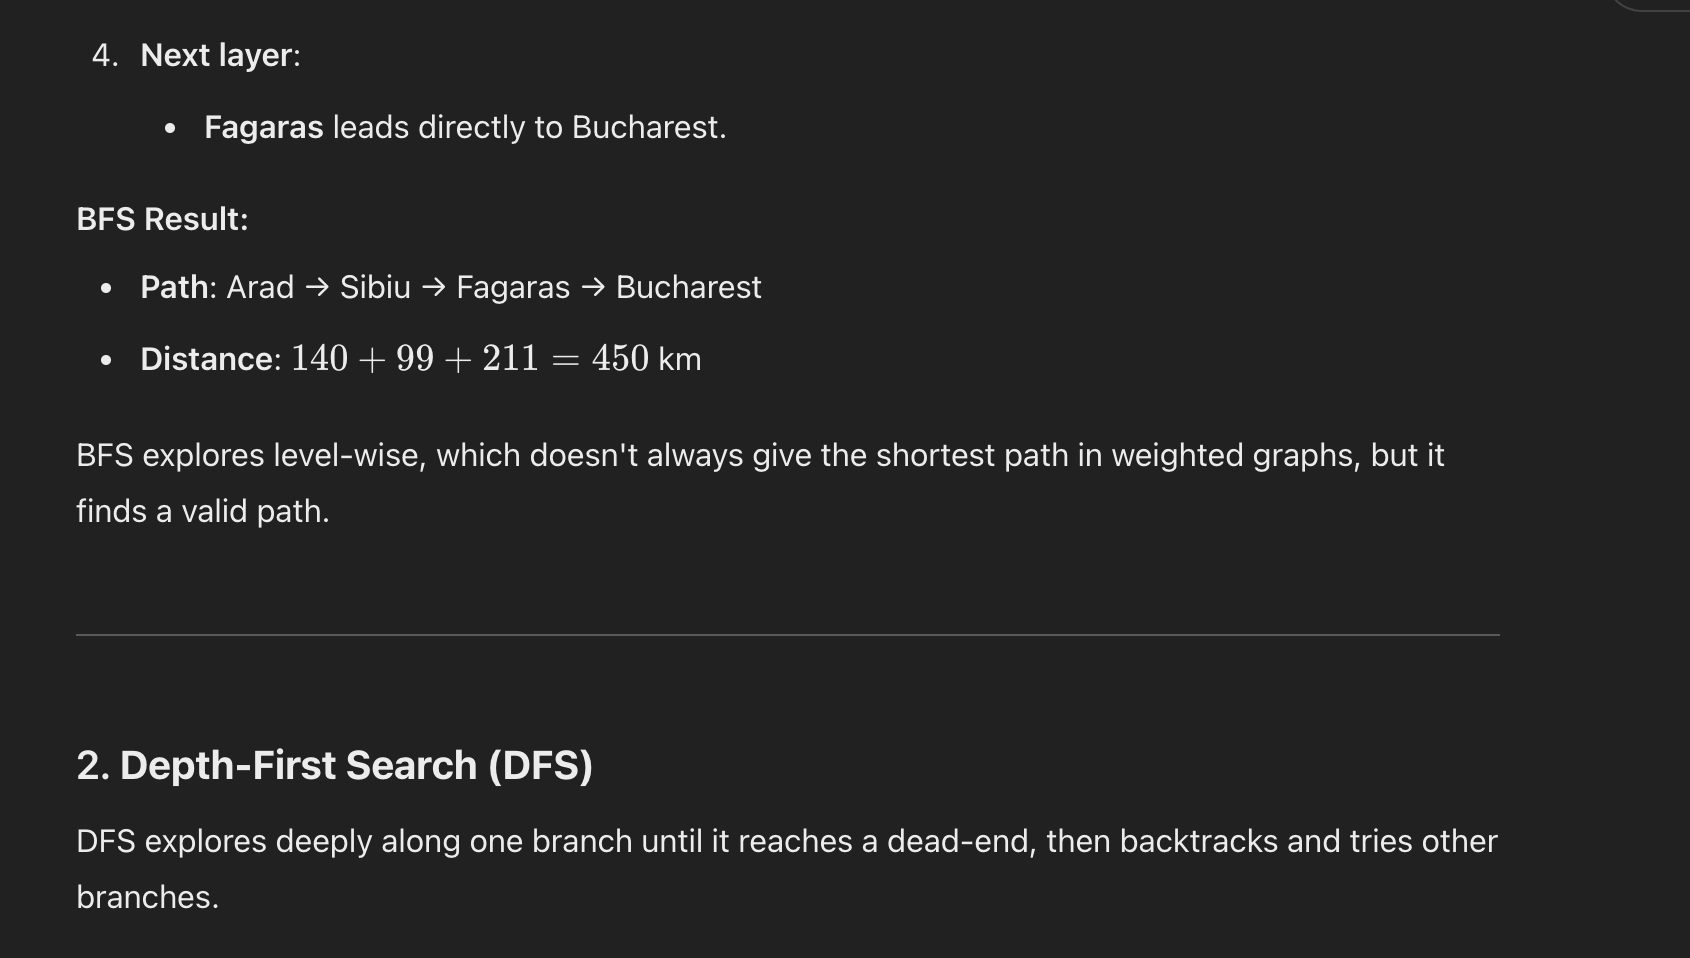 4. Next layer:
• Fagaras leads directly to Bucharest.
BFS Result:
• Path: Arad → Sibiu → Fagaras → Bucharest
• Distance: 140 + 99 + 211 = 450 km
BFS explores level-wise, which doesn't always give the shortest path in weighted graphs, but it
finds a valid path.
2. Depth-First Search (DFS)
DFS explores deeply along one branch until it reaches a dead-end, then backtracks and tries other
branches.